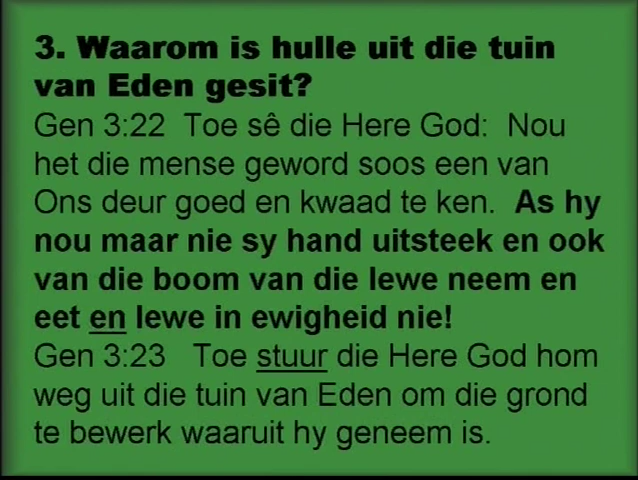 3. Waarom is hulle uit die tuin
van Eden gesit?
Gen 3:22  Toe sê die Here God:  Nou
het die mense geword soos een van
Ons deur goed en kwaad te ken.  As hy
nou maar nie sy hand uitsteek en ook
van die boom van die lewe neem en
eet en lewe in ewigheid nie!
Gen 3:23   Toe stuur die Here God hom
weg uit die tuin van Eden om die grond
te bewerk waaruit hy geneem is.